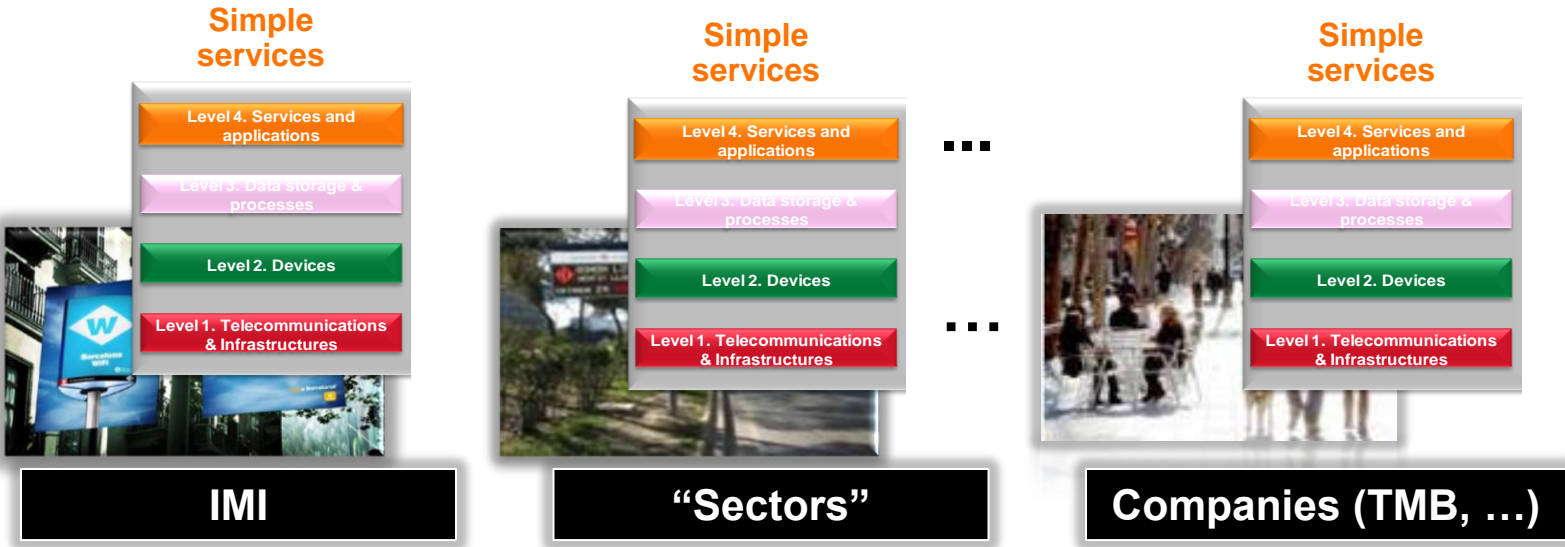 Simple
services
Level 4. Services and
applications
Level 3. Data storage &
processes
Level 2. Devices
Level 1. Telecommunications
& Infrastructures
W
Barcelona
WiFi
IMI
Simple
services
Level 4. Services and
applications
Level 3. Data storage &
processes
Level 2. Devices
Level 1. Telecommunications
& Infrastructures
“Sectors”
...
...
Simple
services
Level 4. Services and
applications
Level 3. Data storage &
processes
Level 2. Devices
Level 1. Telecommunications
& Infrastructures
Companies (TMB, …)